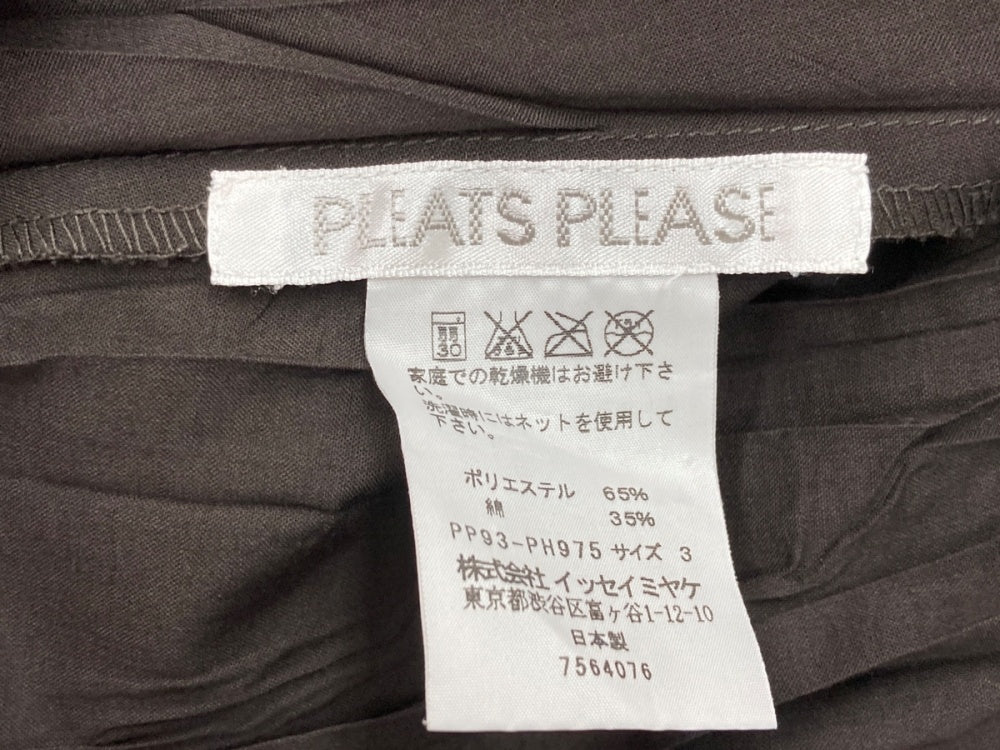 PLEATS PLEASE
30
家庭での乾燥機はお避け下さ
い。
洗濯時にはネットを使用して
下さい。
ポリエステル 65%
綿 35%
PP93-PH975 サイズ 3
株式会社 イッセイミヤケ
東京都渋谷区富ヶ谷1-12-10
日本製
7564076